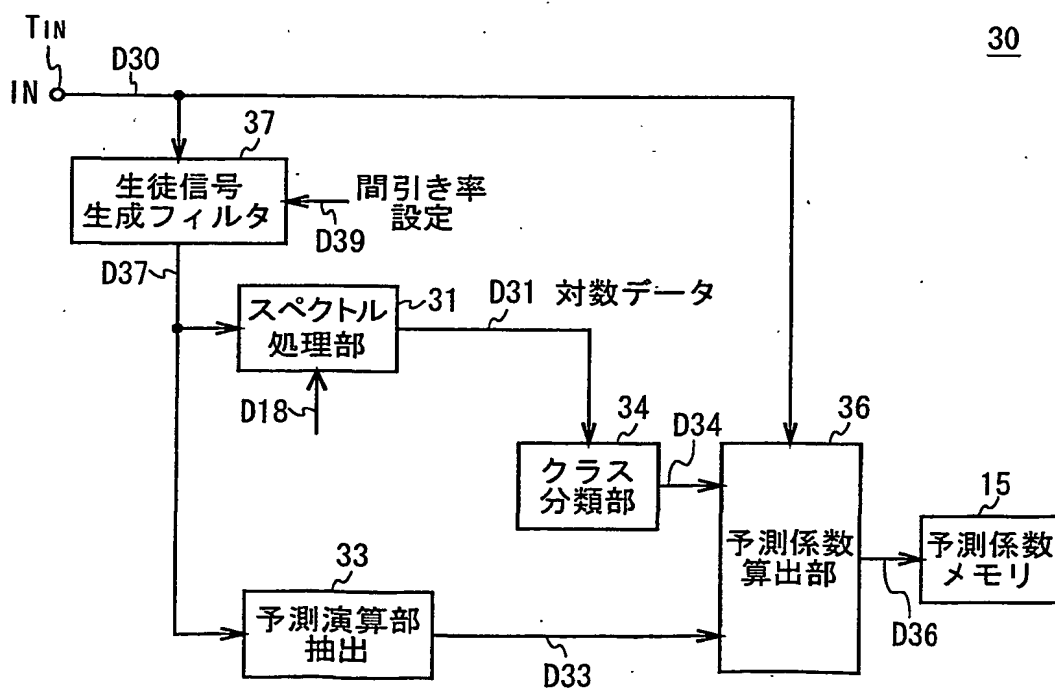 TIN
30
IN
D30
37
生徒信号
生成フィルタ
間引き率
設定
D39
D37
スペクトル
処理部
31
D31 対数データ
D18
34
クラス
分類部
D34
36
予測係数
算出部
15
予測係数
メモリ
D36
33
予測演算部
抽出
D33